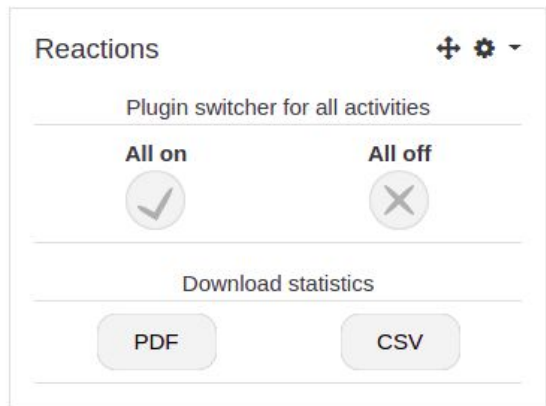 Reactions
Plugin switcher for all activities
All on All off
Download statistics
PDF CSV